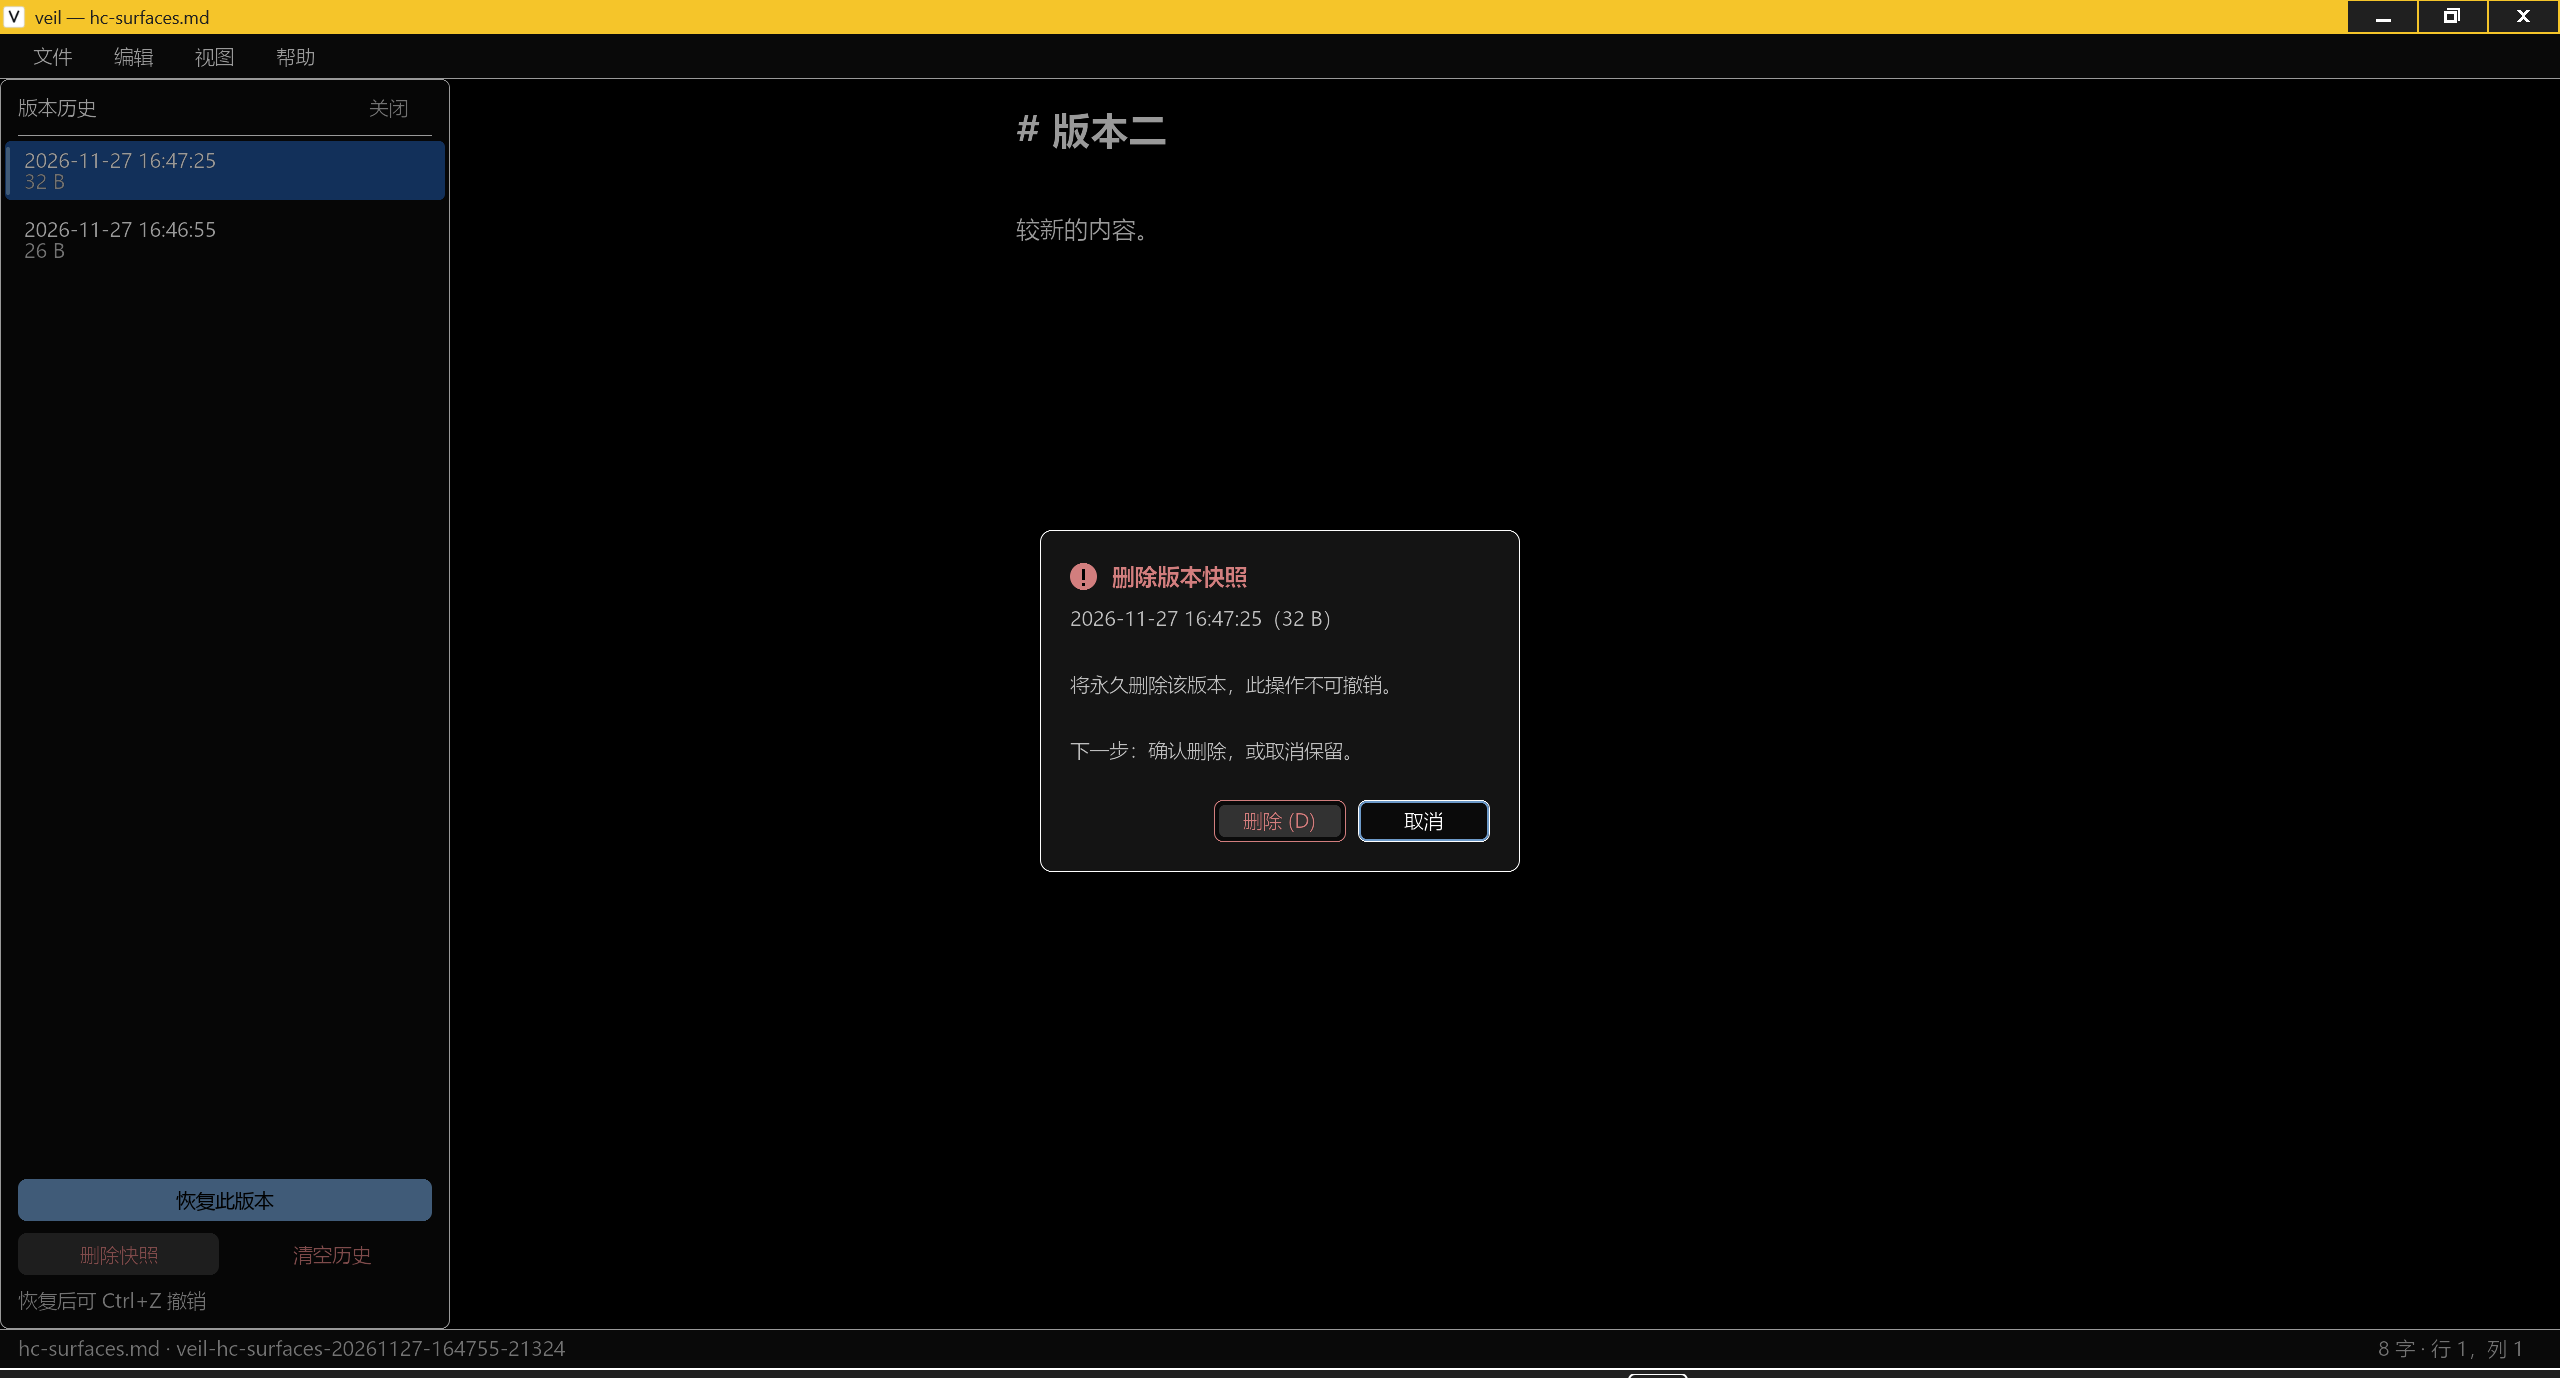 V veil — hc-surfaces.md
文件 编辑 视图 帮助
版本历史 关闭
2026-11-27 16:47:25
32 B
2026-11-27 16:46:55
26 B
# 版本二
较新的内容。
删除版本快照
2026-11-27 16:47:25（32 B）
将永久删除该版本，此操作不可撤销。
下一步：确认删除，或取消保留。
删除 (D) 取消
恢复此版本
删除快照 清空历史
恢复后可 Ctrl+Z 撤销
hc-surfaces.md · veil-hc-surfaces-20261127-164755-21324
8 字 · 行 1，列 1